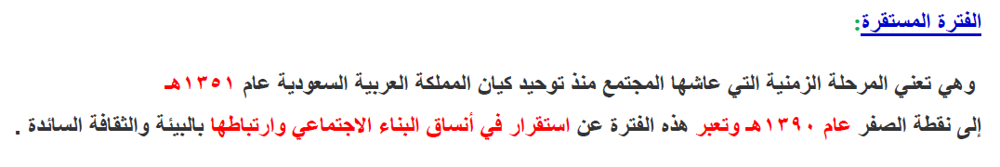 الفترة المستقرة:
وهي تعني المرحلة الزمنية التي عاشها المجتمع منذ توحيد كيان المملكة العربية السعودية عام ١٣٥١هـ
إلى نقطة الصفر عام ١٣٩٠هـ وتعبر هذه الفترة عن استقرار في أنساق البناء الاجتماعي وارتباطها بالبيئة والثقافة السائدة .